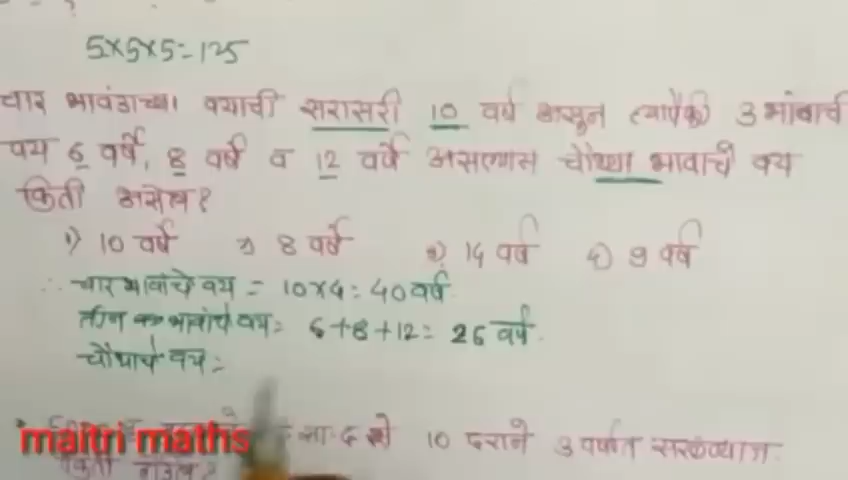 5×5×5=125
चार भावंडाच्या वयाची सरासरी 10 वर्ष असून त्यापैकी 3 भावाचे
वय 6 वर्षे, 8 वर्षे व 12 वर्षे असल्यास चौथ्या भावाचे वय
किती असेल?
1) 10 वर्षे 2) 8 वर्षे 3) 14 वर्ष 4) 9 वर्ष
∴ चार भावांचे वय = 10×4= 40 वर्ष.
तीन भावांचे वय= 6+8+12= 26 वर्ष.
चौथ्याचे वय=
maitri maths
10 दराने 3 वर्षात सरळव्याज